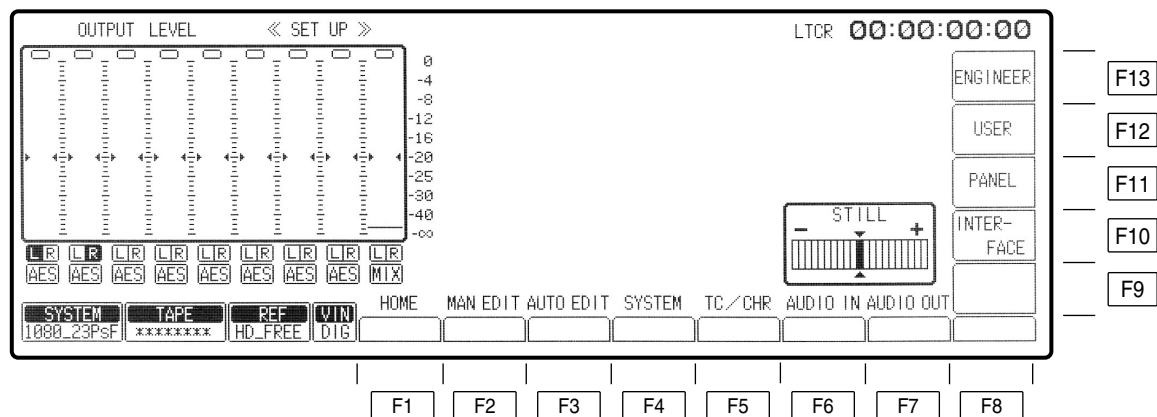 OUTPUT LEVEL ≪ SET UP ≫ LTCR 00:00:00:00
0
-4
-8
-12
-16
-20
-25
-30
-40
-∞
ENGINEER F13
USER F12
PANEL F11
INTER-
FACE F10
F9
STILL
- +
L R L R L R L R L R L R L R L R L R
AES AES AES AES AES AES AES AES MIX
HOME MAN EDIT AUTO EDIT SYSTEM TC/CHR AUDIO IN AUDIO OUT
SYSTEM TAPE REF VIN
1080_23PsF ******** HD_FREE DIG
F1 F2 F3 F4 F5 F6 F7 F8